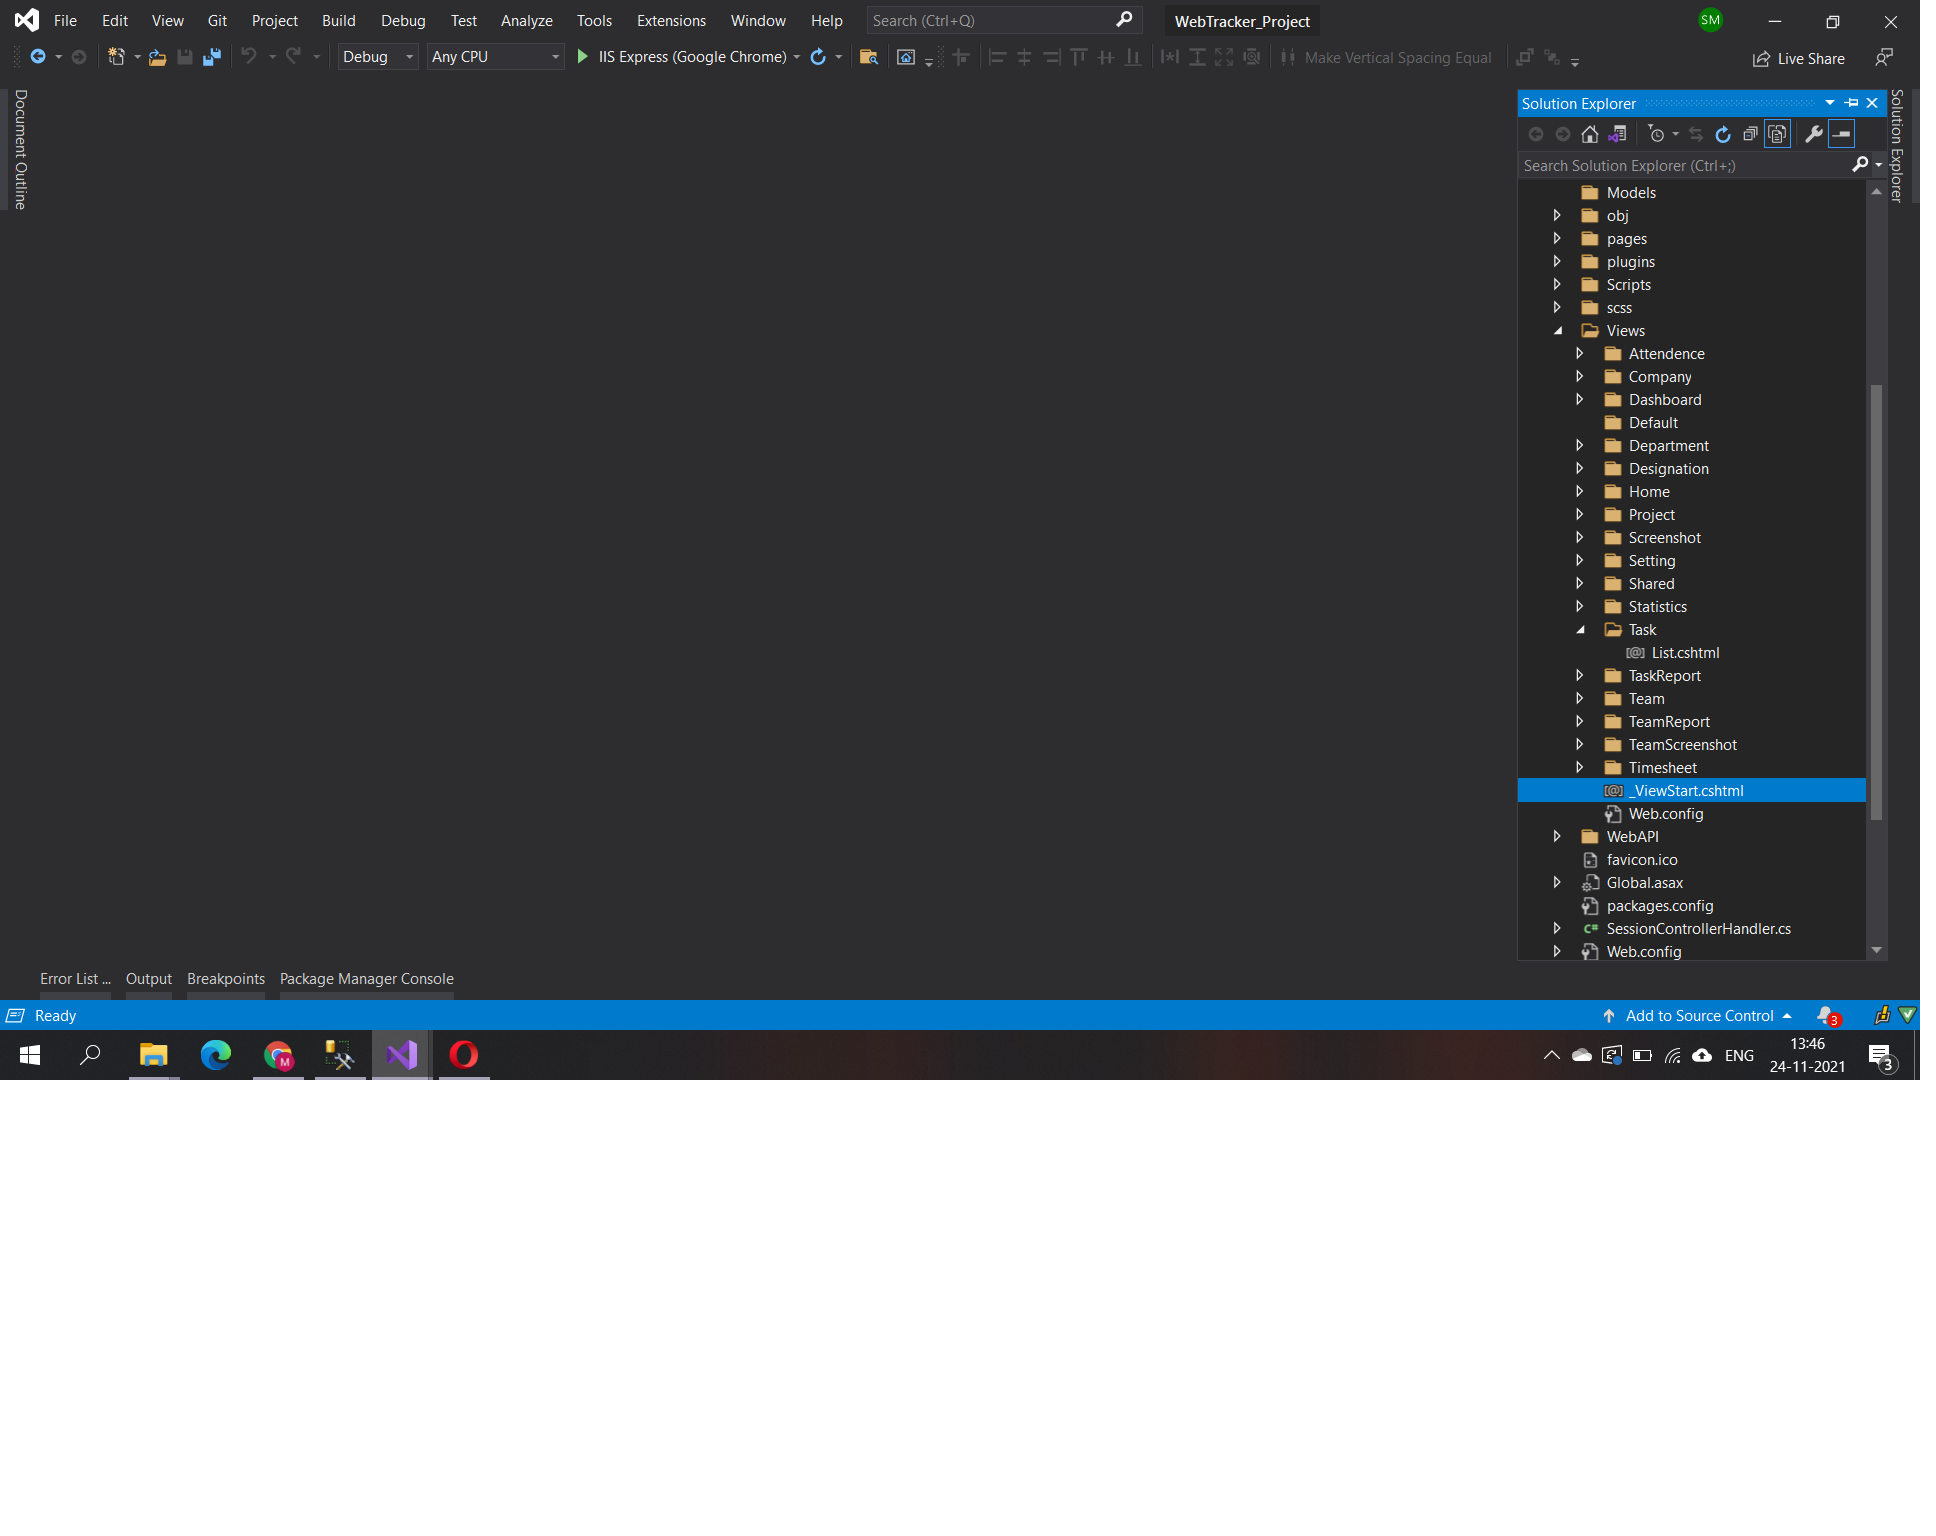 File Edit View Git Project Build Debug Test Analyze Tools Extensions Window Help Search (Ctrl+Q) WebTracker_Project SM
Debug Any CPU IIS Express (Google Chrome) Make Vertical Spacing Equal Live Share
Document Outline
Solution Explorer
Solution Explorer
Search Solution Explorer (Ctrl+;)
Models
obj
pages
plugins
Scripts
scss
Views
Attendence
Company
Dashboard
Default
Department
Designation
Home
Project
Screenshot
Setting
Shared
Statistics
Task
List.cshtml
TaskReport
Team
TeamReport
TeamScreenshot
Timesheet
_ViewStart.cshtml
Web.config
WebAPI
favicon.ico
Global.asax
packages.config
SessionControllerHandler.cs
Web.config
Error List ... Output Breakpoints Package Manager Console
Ready Add to Source Control 3
M ENG 13:46
24-11-2021 3